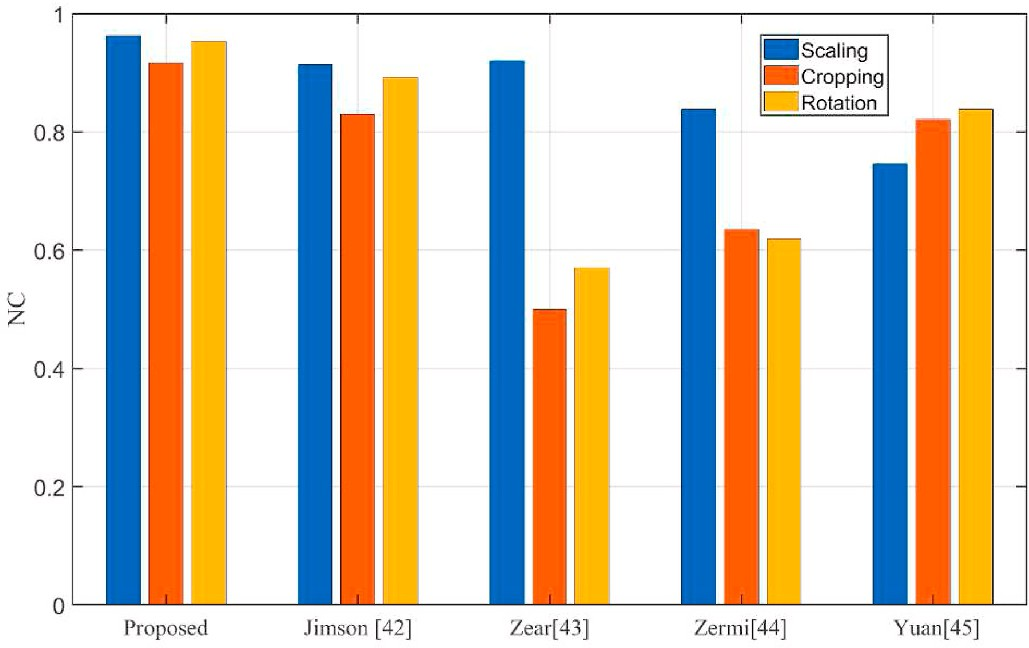 1
0.8
0.6
0.4
0.2
0
NC
Scaling
Cropping
Rotation
Proposed
Jimson [42]
Zear[43]
Zermi[44]
Yuan[45]